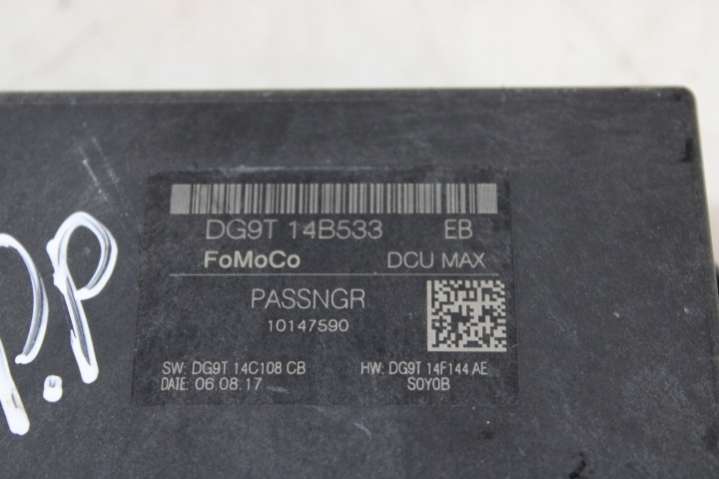 DG9T 14B533 EB
FoMoCo DCU MAX
PASSNGR
10147590
SW: DG9T 14C108 CB HW: DG9T 14F144 AE
DATE: 06.08.17 S0Y0B
P.P